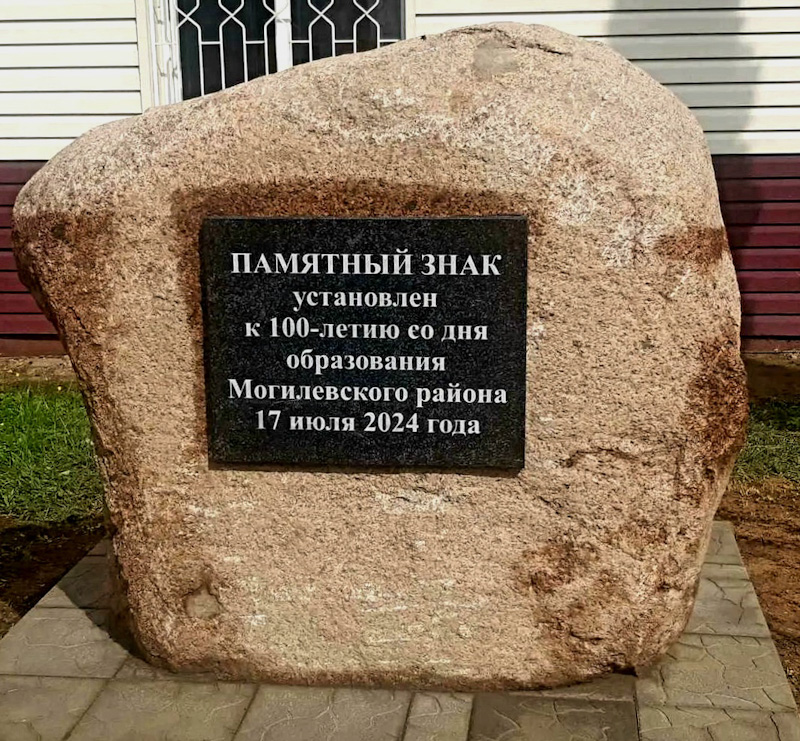 ПАМЯТНЫЙ ЗНАК
установлен
к 100-летию со дня
образования
Могилевского района
17 июля 2024 года